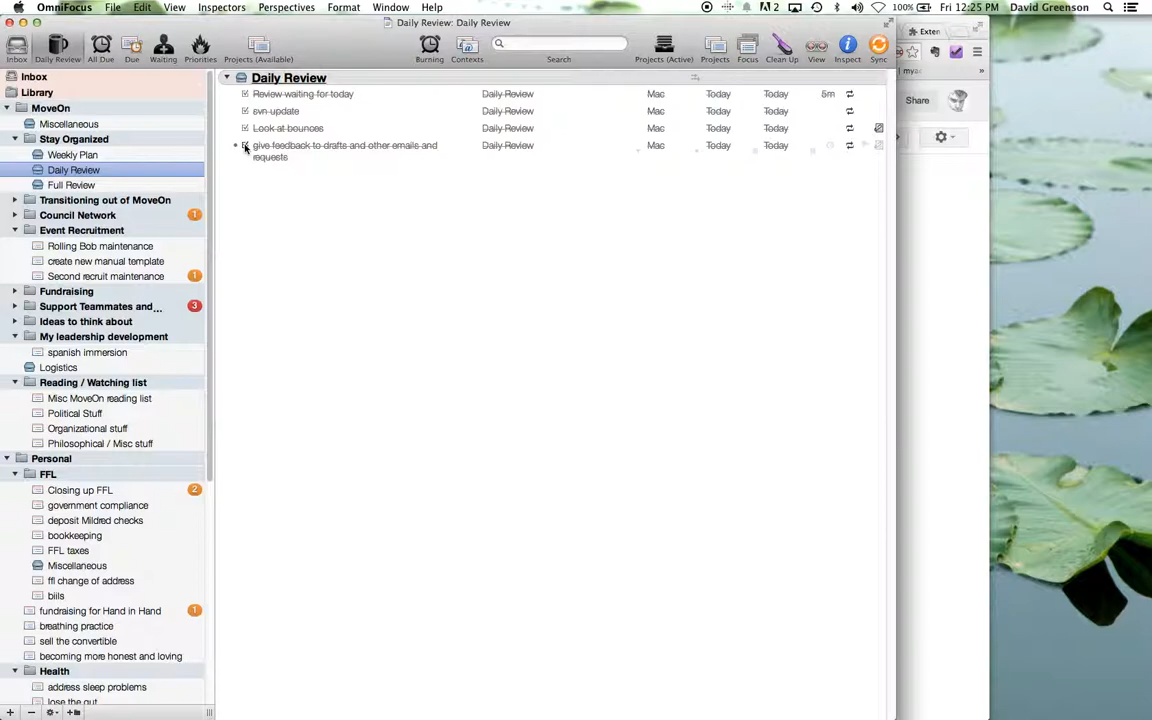 OmniFocus File Edit View Inspectors Perspectives Format Window Help 2 100% Fri 12:25 PM David Greenson
Daily Review: Daily Review
Inbox Daily Review All Due Due Waiting Priorities Projects (Available) Burning Contexts Search Projects (Active) Projects Focus Clean Up View Inspect Sync
Exten
Share
Inbox
Library
MoveOn
Miscellaneous
Stay Organized
Weekly Plan
Daily Review
Full Review
Transitioning out of MoveOn
Council Network 1
Event Recruitment
Rolling Bob maintenance
create new manual template
Second recruit maintenance 1
Fundraising
Support Teammates and... 3
Ideas to think about
My leadership development
spanish immersion
Logistics
Reading / Watching list
Misc MoveOn reading list
Political Stuff
Organizational stuff
Philosophical / Misc stuff
Personal
FFL
Closing up FFL 2
government compliance
deposit Mildred checks
bookkeeping
FFL taxes
Miscellaneous
ffl change of address
biils
fundraising for Hand in Hand 1
breathing practice
sell the convertible
becoming more honest and loving
Health
address sleep problems
lose the gut
Daily Review
Review waiting for today Daily Review Mac Today Today 5m
svn update Daily Review Mac Today Today
Look at bounces Daily Review Mac Today Today
give feedback to drafts and other emails and Daily Review Mac Today Today
requests